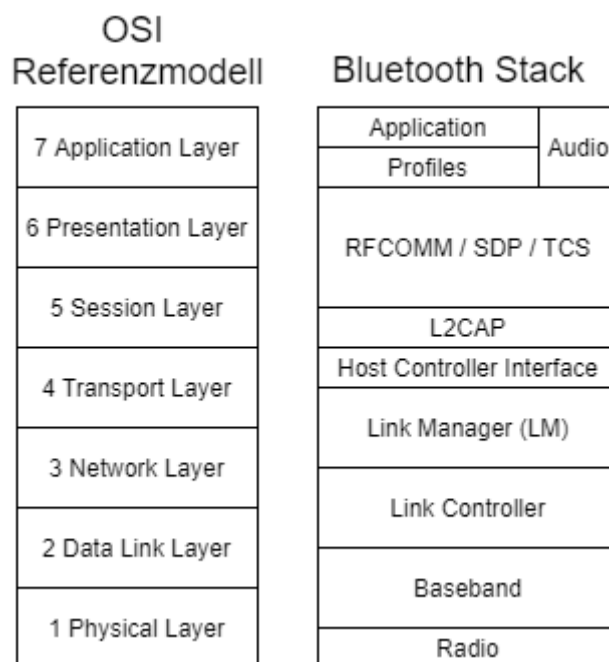 OSI
Referenzmodell
7 Application Layer
6 Presentation Layer
5 Session Layer
4 Transport Layer
3 Network Layer
2 Data Link Layer
1 Physical Layer
Bluetooth Stack
Application
Profiles
Audio
RFCOMM / SDP / TCS
L2CAP
Host Controller Interface
Link Manager (LM)
Link Controller
Baseband
Radio